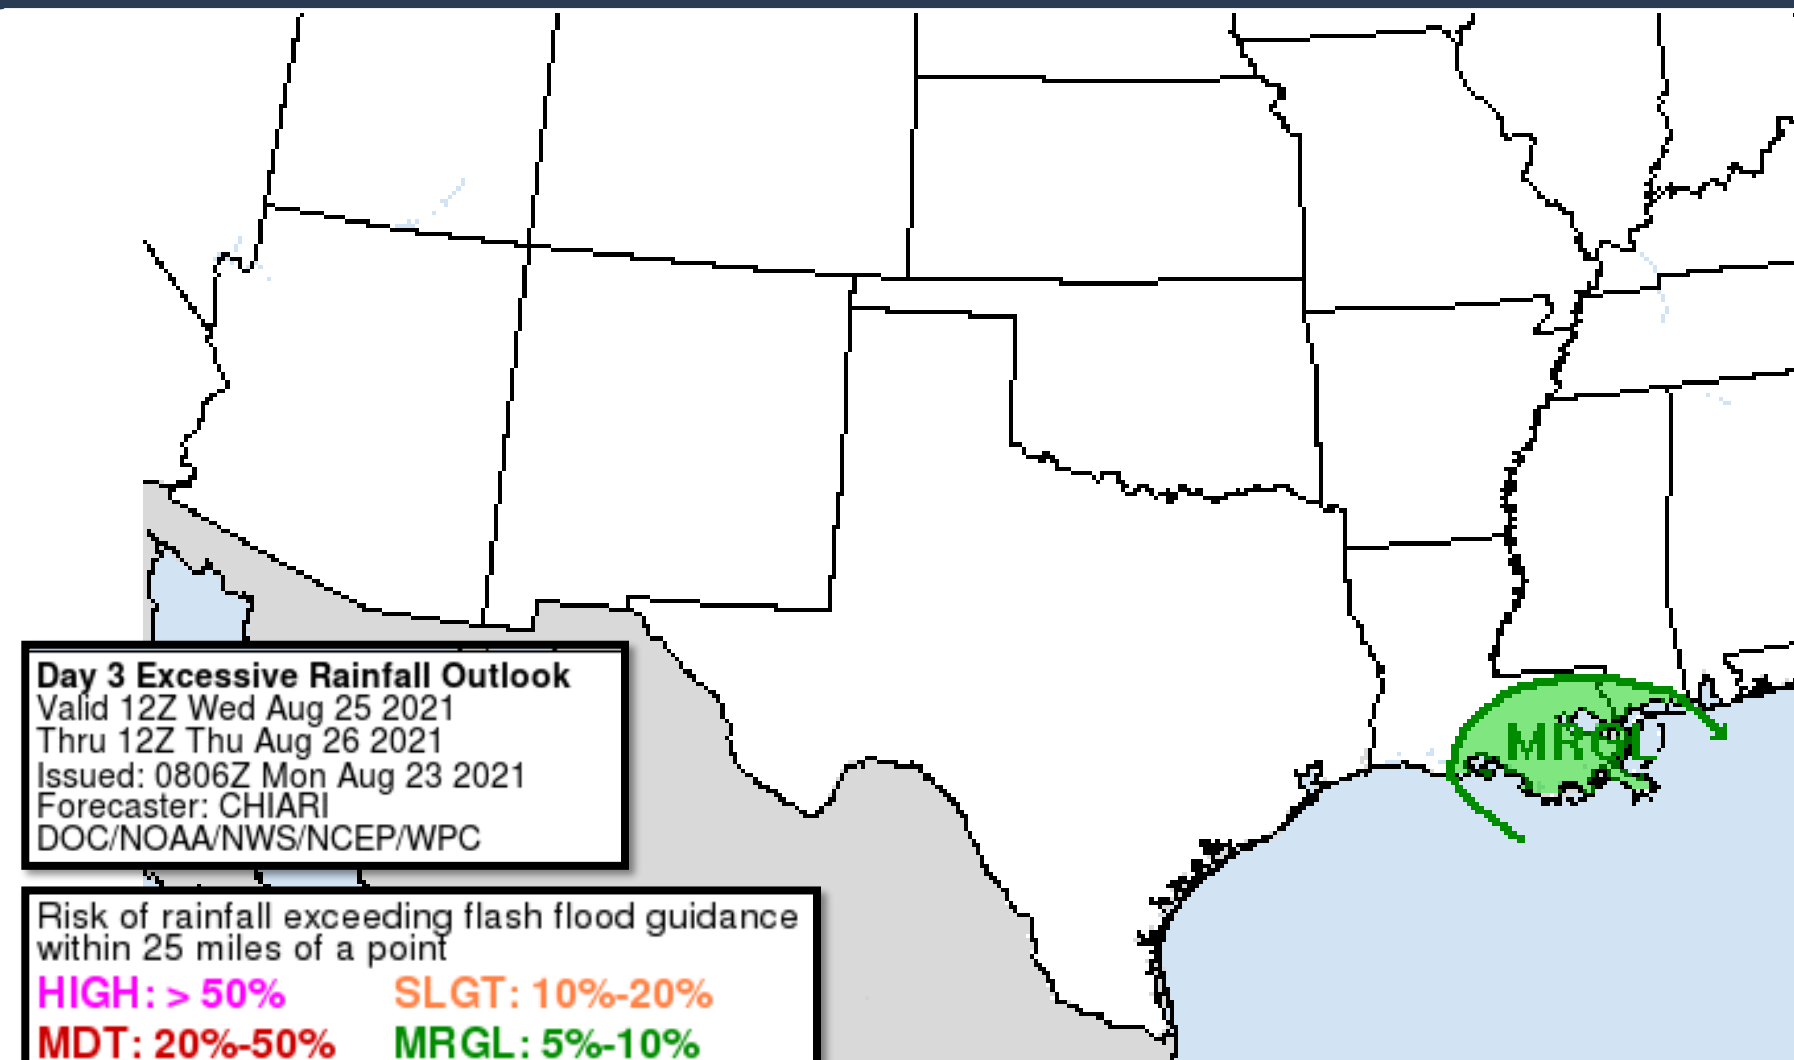 MRGL
Day 3 Excessive Rainfall Outlook
Valid 12Z Wed Aug 25 2021
Thru 12Z Thu Aug 26 2021
Issued: 0806Z Mon Aug 23 2021
Forecaster: CHIARI
DOC/NOAA/NWS/NCEP/WPC
Risk of rainfall exceeding flash flood guidance
within 25 miles of a point
HIGH: > 50% SLGT: 10%-20%
MDT: 20%-50% MRGL: 5%-10%